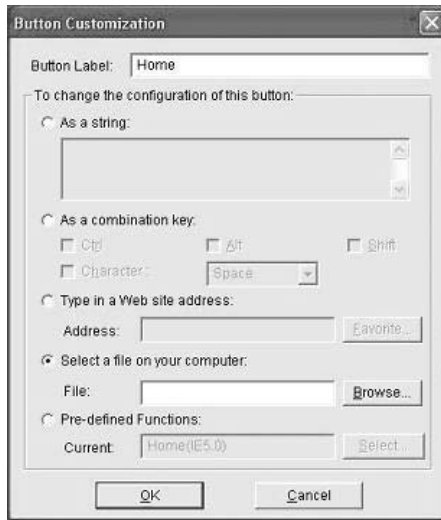 Button Customization
Button Label: Home
To change the configuration of this button:
As a string:
As a combination key:
Ctrl Alt Shift
Character: Space
Type in a Web site address:
Address: Favorite...
Select a file on your computer:
File: Browse...
Pre-defined Functions:
Current: Home(IE5.0) Select...
OK Cancel